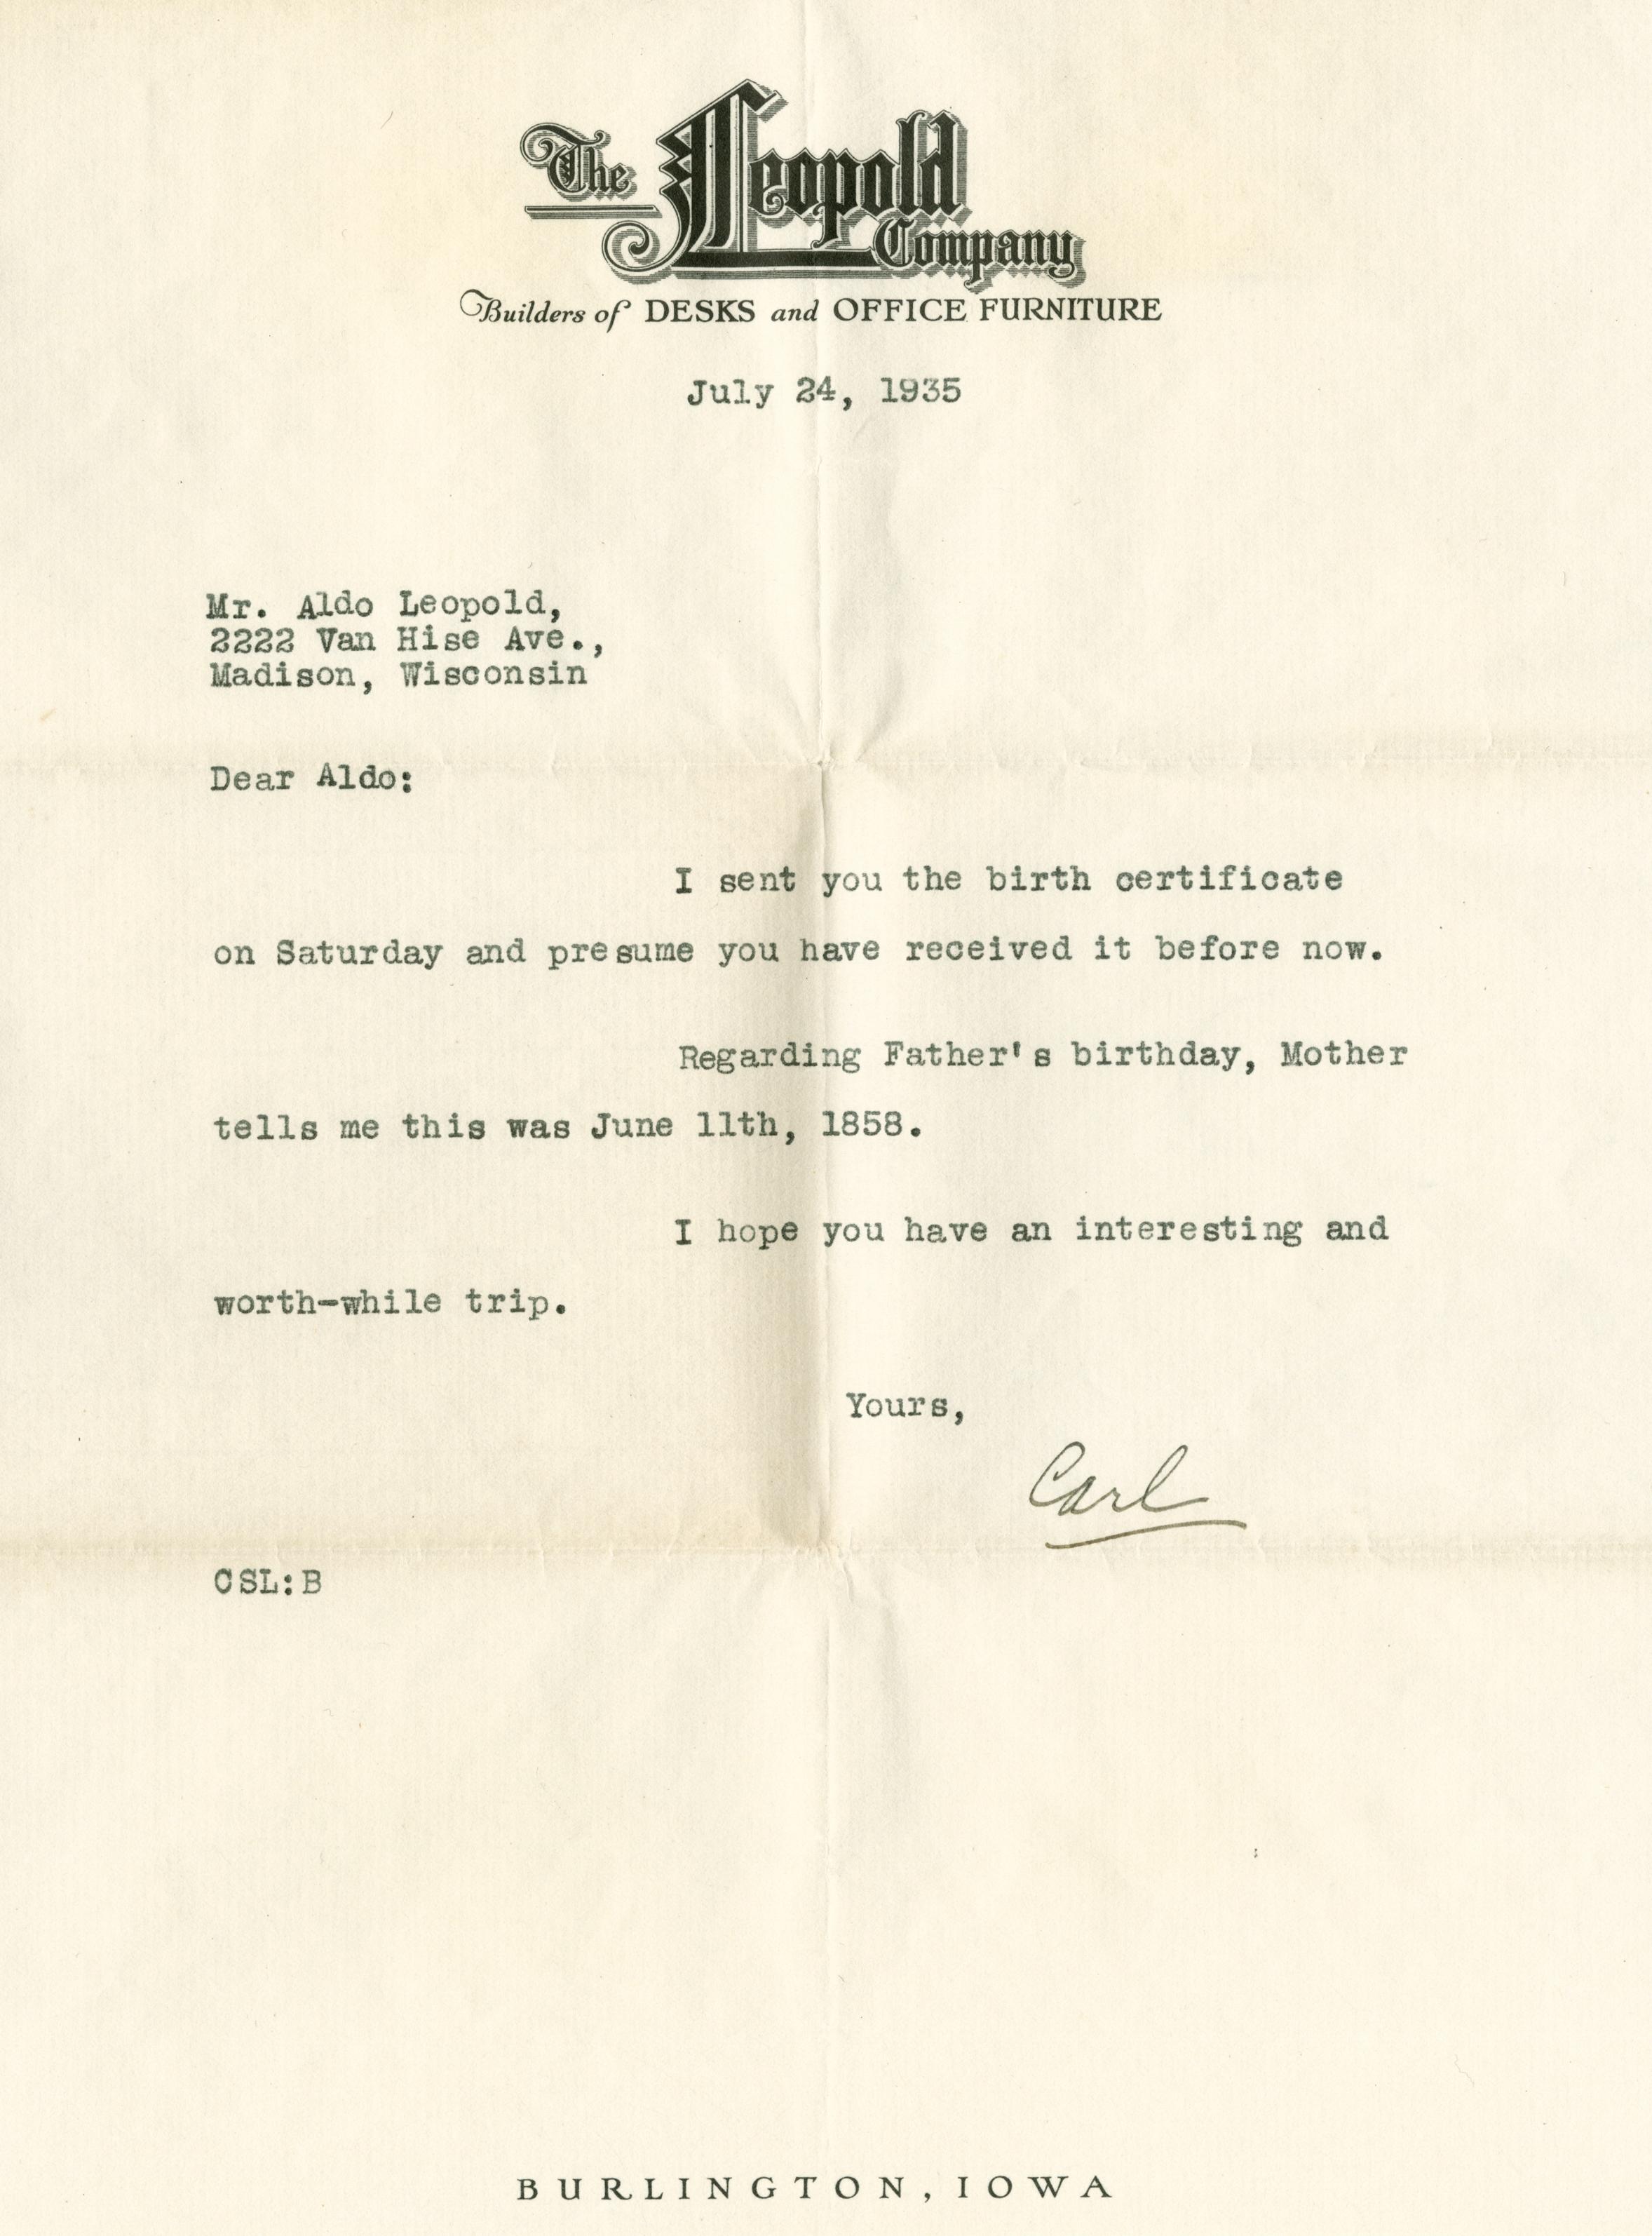 The Leopold Company
Builders of DESKS and OFFICE FURNITURE
July 24, 1935
Mr. Aldo Leopold,
2222 Van Hise Ave.,
Madison, Wisconsin
Dear Aldo:
I sent you the birth certificate
on Saturday and presume you have received it before now.
Regarding Father's birthday, Mother
tells me this was June 11th, 1858.
I hope you have an interesting and
worth-while trip.
Yours,
Carl
CSL:B
BURLINGTON, IOWA